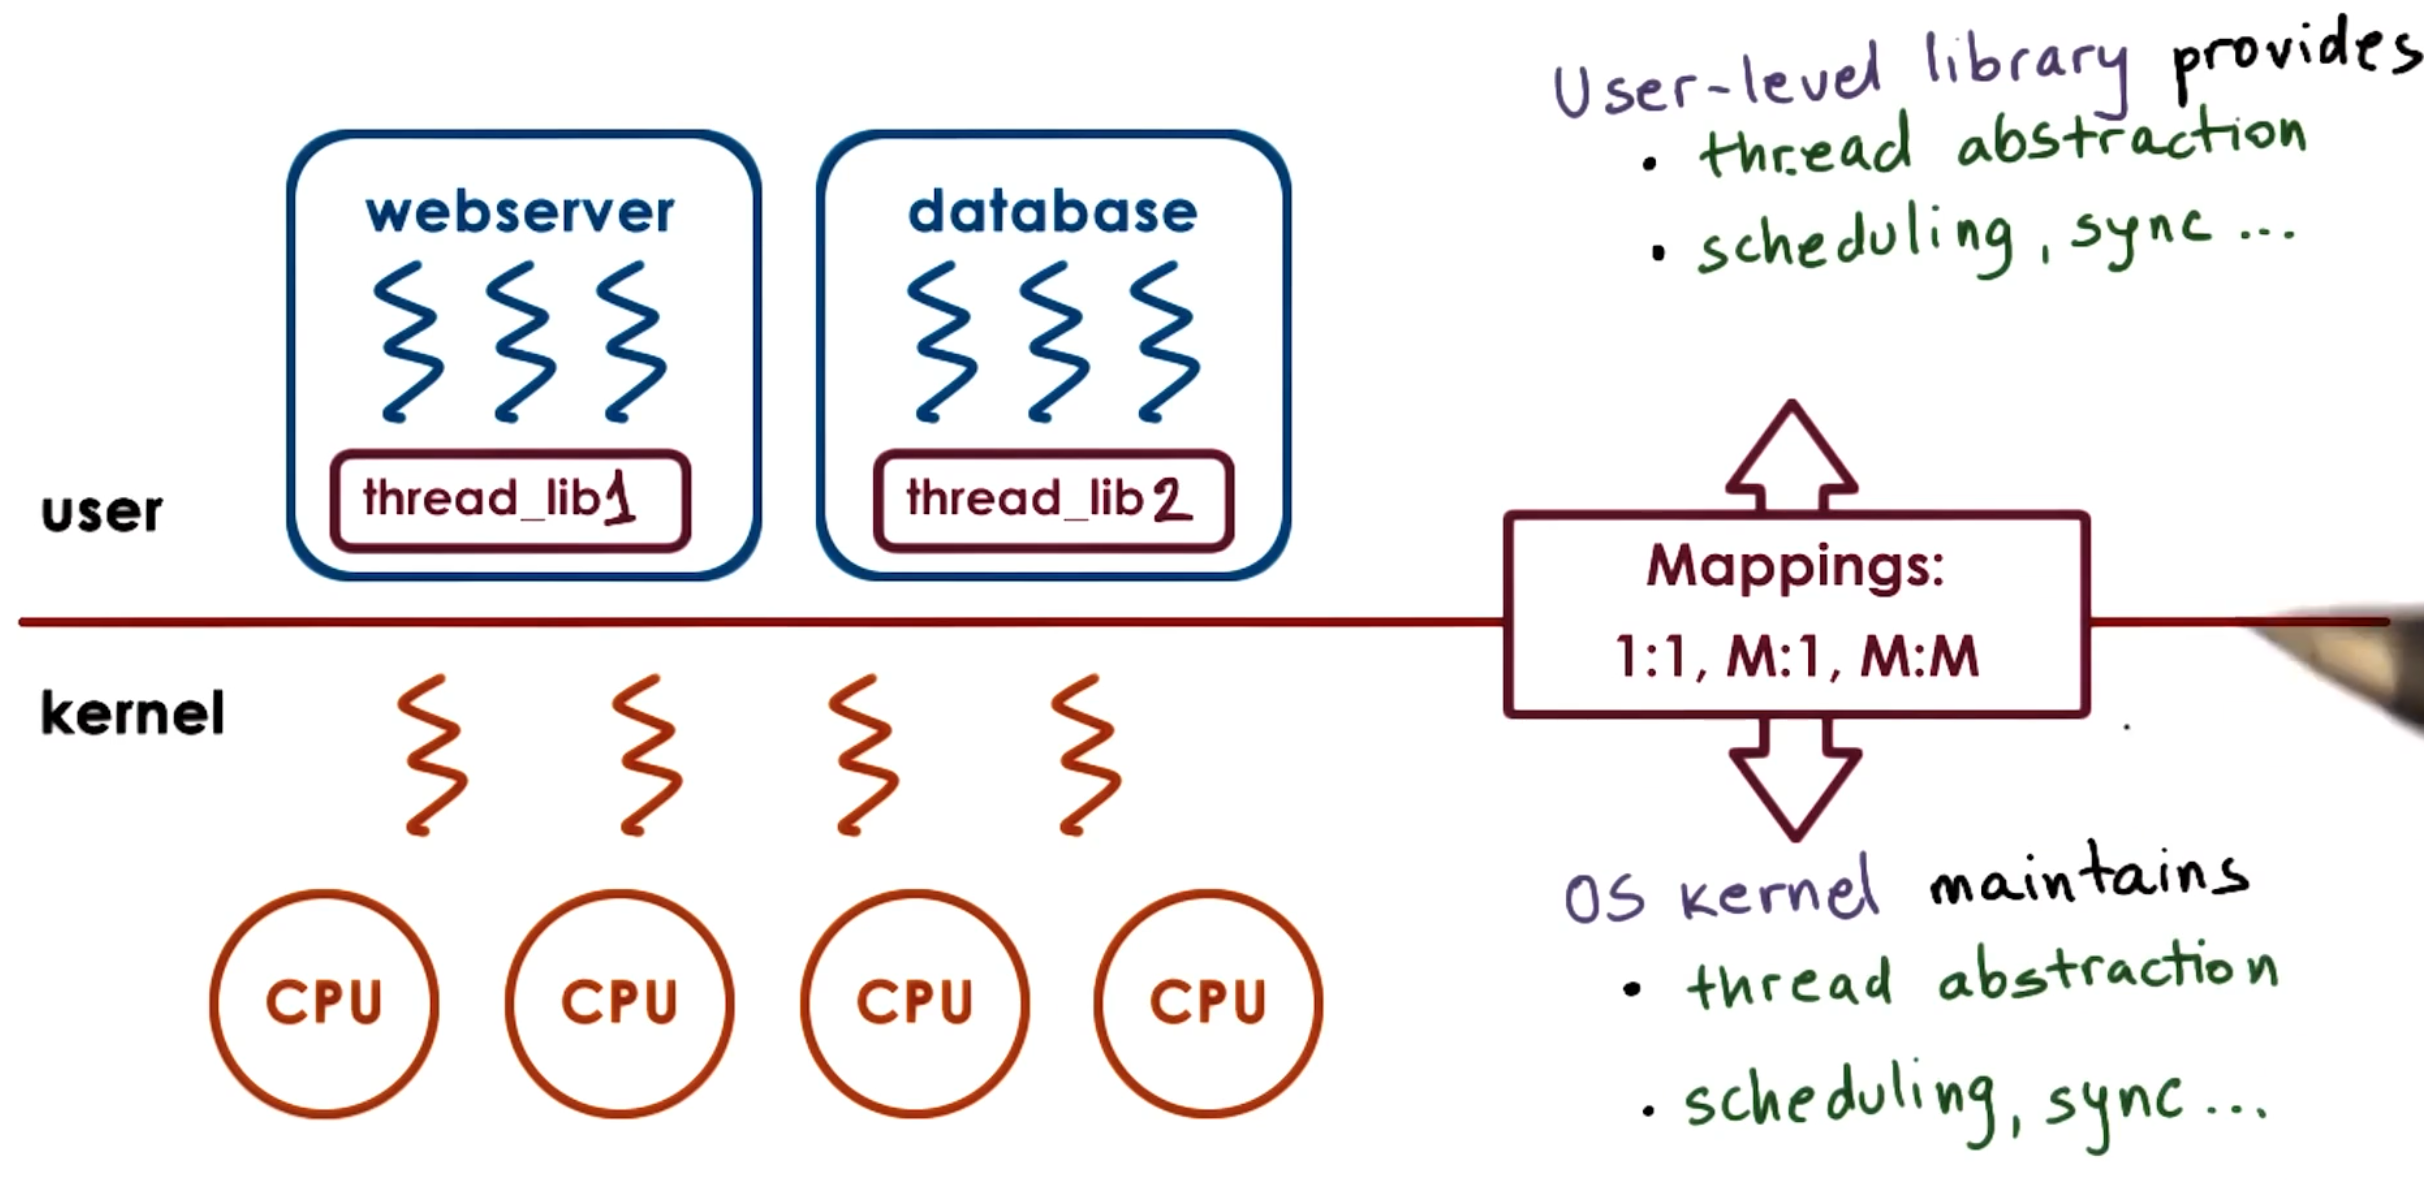 User-level library provides
• thread abstraction
• scheduling, sync ...
webserver
database
thread_lib1
thread_lib2
user
Mappings:
1:1, M:1, M:M
kernel
OS kernel maintains
• thread abstraction
• scheduling, sync ...
CPU
CPU
CPU
CPU